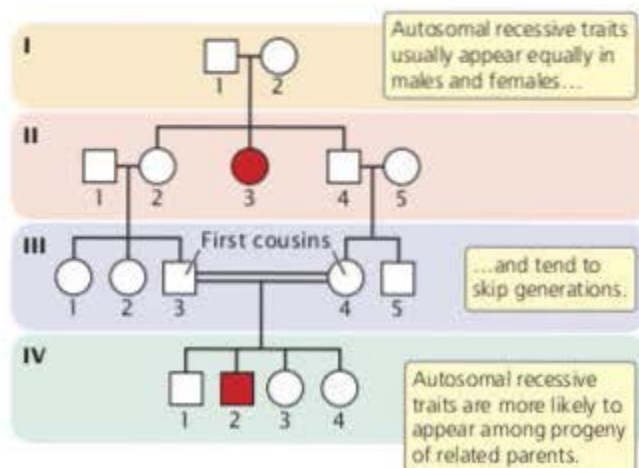 I
Autosomal recessive traits
usually appear equally in
males and females...
1 2
II
1 2 3 4 5
III
First cousins
...and tend to
skip generations.
1 2 3 4 5
IV
1 2 3 4
Autosomal recessive
traits are more likely to
appear among progeny
of related parents.